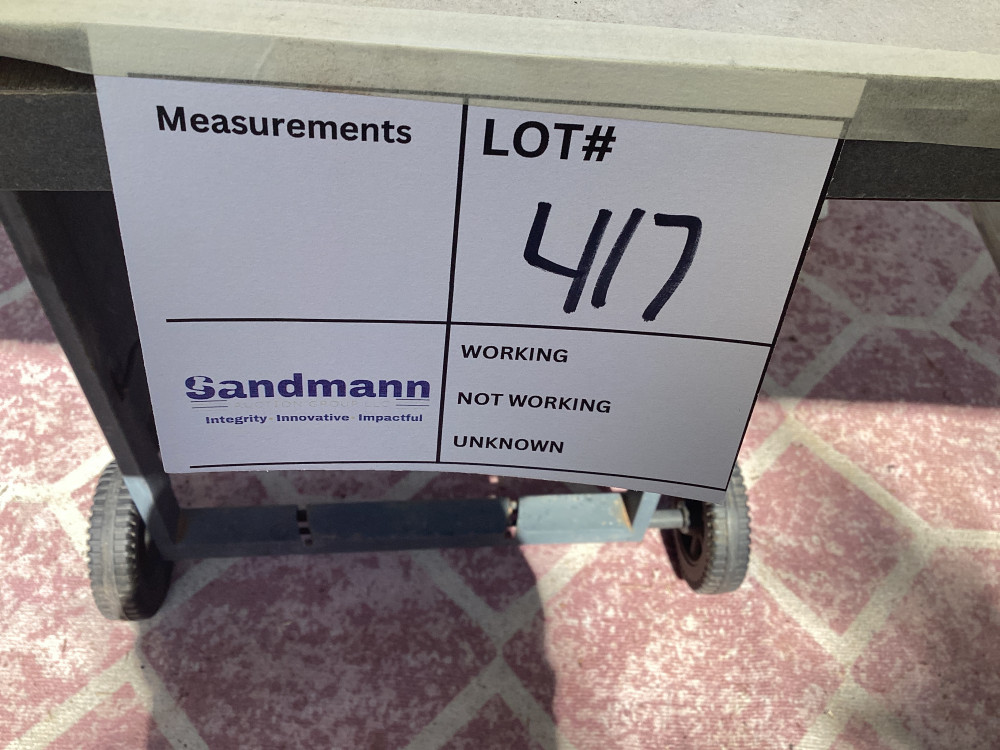 Measurements
LOT#
417
Sandmann
Integrity Innovative Impactful
WORKING
NOT WORKING
UNKNOWN